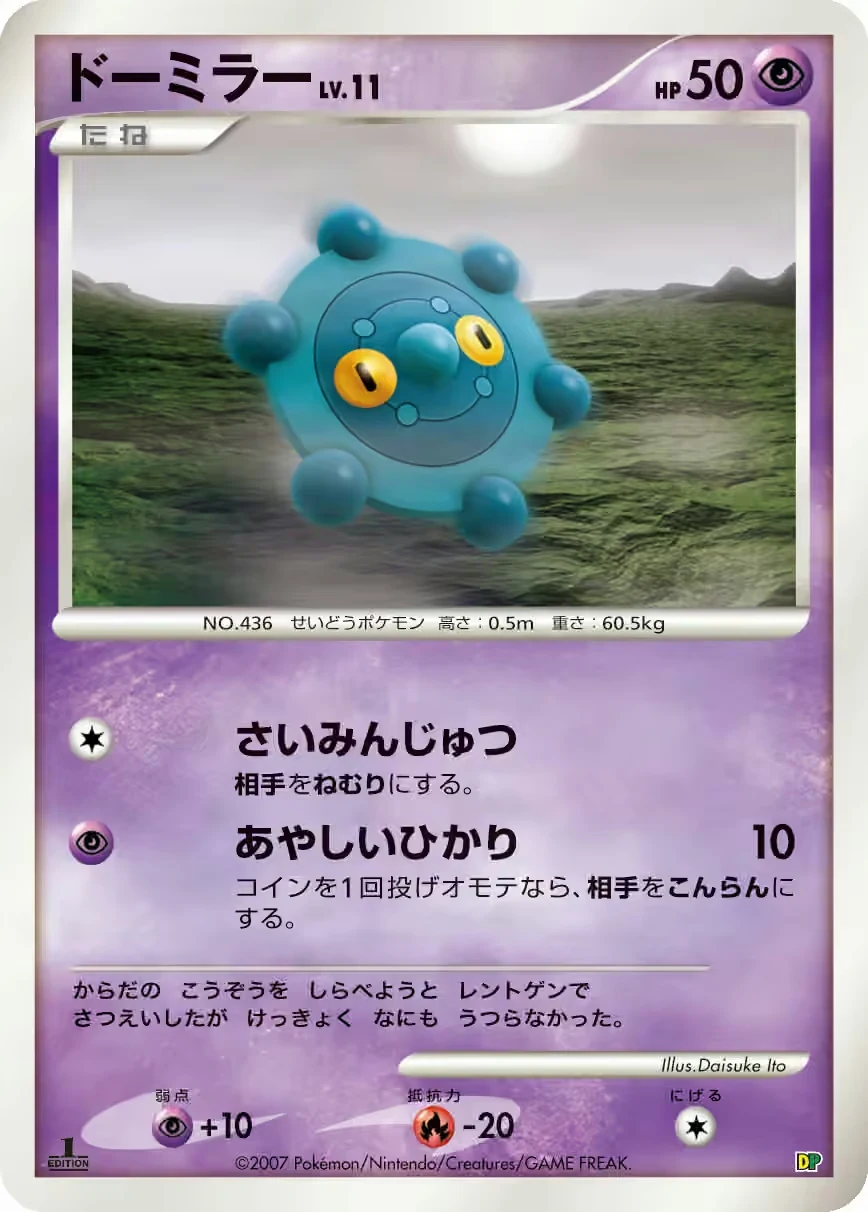 ドーミラー LV.11 HP 50
たね
NO.436 せいどうポケモン 高さ:0.5m 重さ:60.5kg
さいみんじゅつ
相手をねむりにする。
あやしいひかり 10
コインを1回投げオモテなら、相手をこんらんに
する。
からだの こうぞうを しらべようと レントゲンで
さつえいしたが けっきょく なにも うつらなかった。
Illus.Daisuke Ito
弱点 抵抗力 にげる
+10 -20
1 EDITION
©2007 Pokémon/Nintendo/Creatures/GAME FREAK.
DP